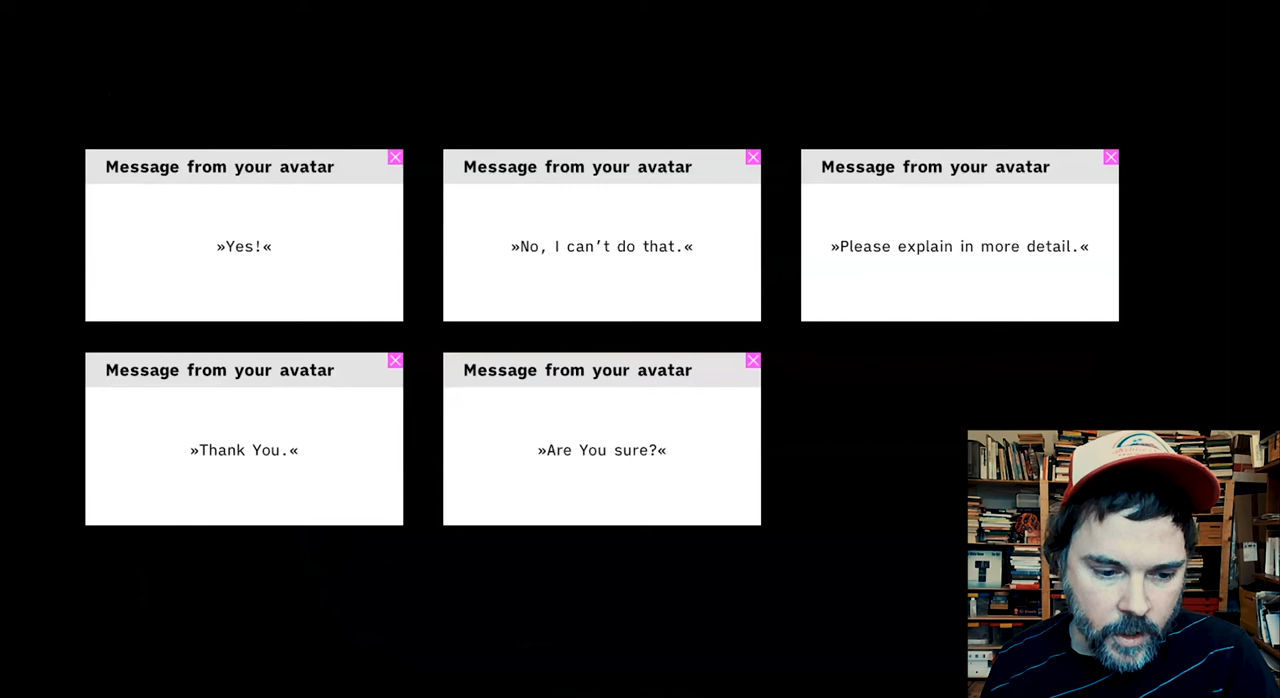 Message from your avatar
»Yes!«
Message from your avatar
»No, I can’t do that.«
Message from your avatar
»Please explain in more detail.«
Message from your avatar
»Thank You.«
Message from your avatar
»Are You sure?«
T